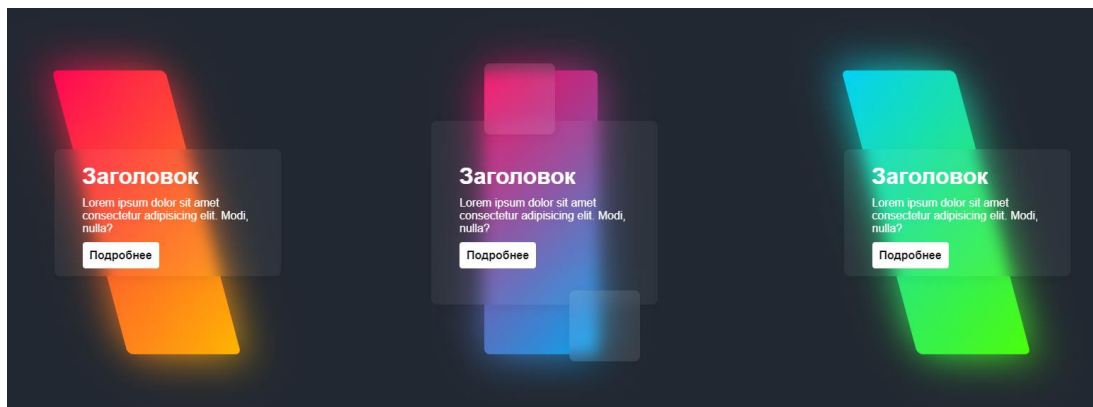 Заголовок
Lorem ipsum dolor sit amet
consectetur adipisicing elit. Modi,
nulla?
Подробнее
Заголовок
Lorem ipsum dolor sit amet
consectetur adipisicing elit. Modi,
nulla?
Подробнее
Заголовок
Lorem ipsum dolor sit amet
consectetur adipisicing elit. Modi,
nulla?
Подробнее